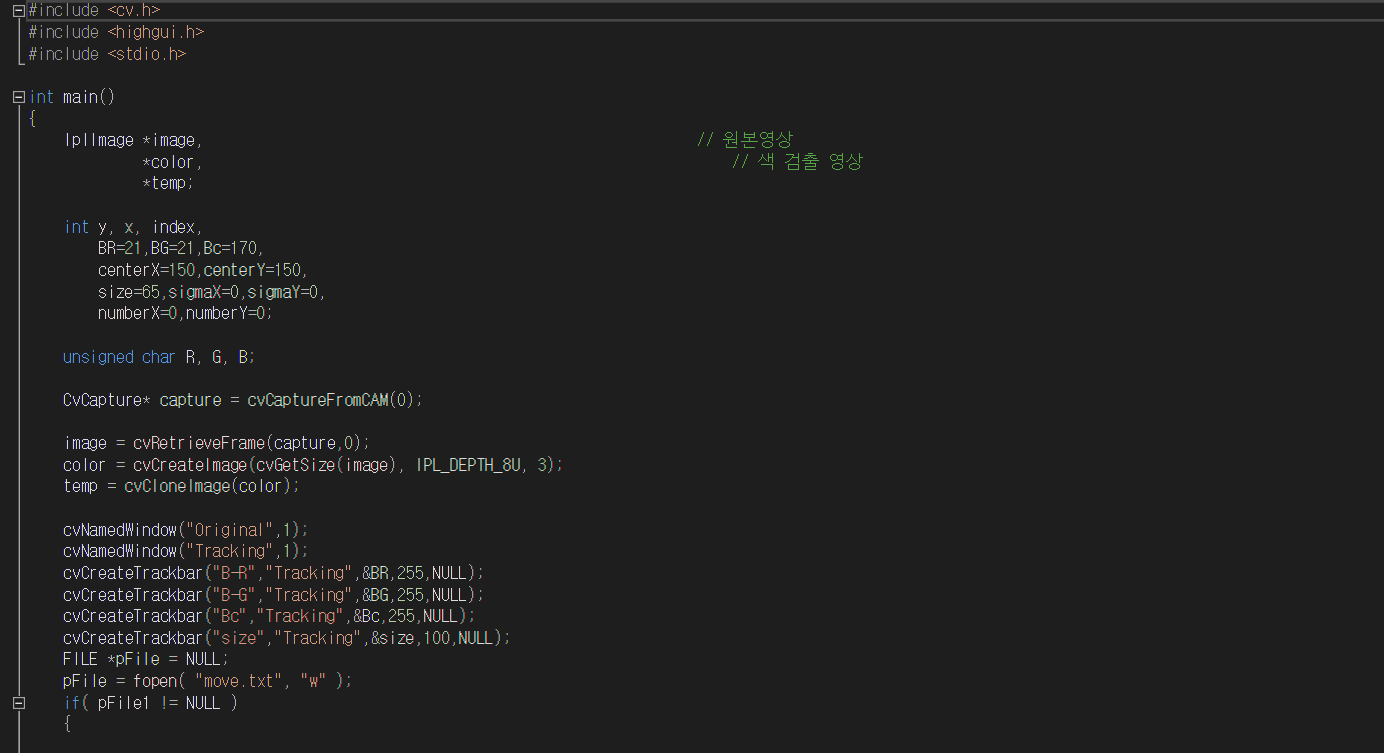 #include <cv.h>
#include <highgui.h>
#include <stdio.h>
int main()
{
IplImage *image, // 원본영상
*color, // 색 검출 영상
*temp;
int y, x, index,
BR=21,BG=21,Bc=170,
centerX=150,centerY=150,
size=65,sigmaX=0,sigmaY=0,
numberX=0,numberY=0;
unsigned char R, G, B;
CvCapture* capture = cvCaptureFromCAM(0);
image = cvRetrieveFrame(capture,0);
color = cvCreateImage(cvGetSize(image), IPL_DEPTH_8U, 3);
temp = cvCloneImage(color);
cvNamedWindow("Original",1);
cvNamedWindow("Tracking",1);
cvCreateTrackbar("B-R","Tracking",&BR,255,NULL);
cvCreateTrackbar("B-G","Tracking",&BG,255,NULL);
cvCreateTrackbar("Bc","Tracking",&Bc,255,NULL);
cvCreateTrackbar("size","Tracking",&size,100,NULL);
FILE *pFile = NULL;
pFile = fopen( "move.txt", "w" );
if( pFile1 != NULL )
{